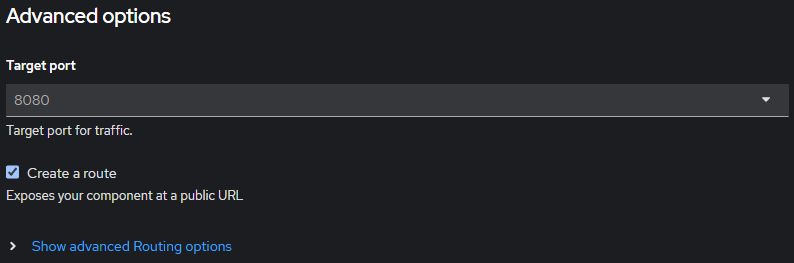 Advanced options
Target port
8080
Target port for traffic.
Create a route
Exposes your component at a public URL
Show advanced Routing options